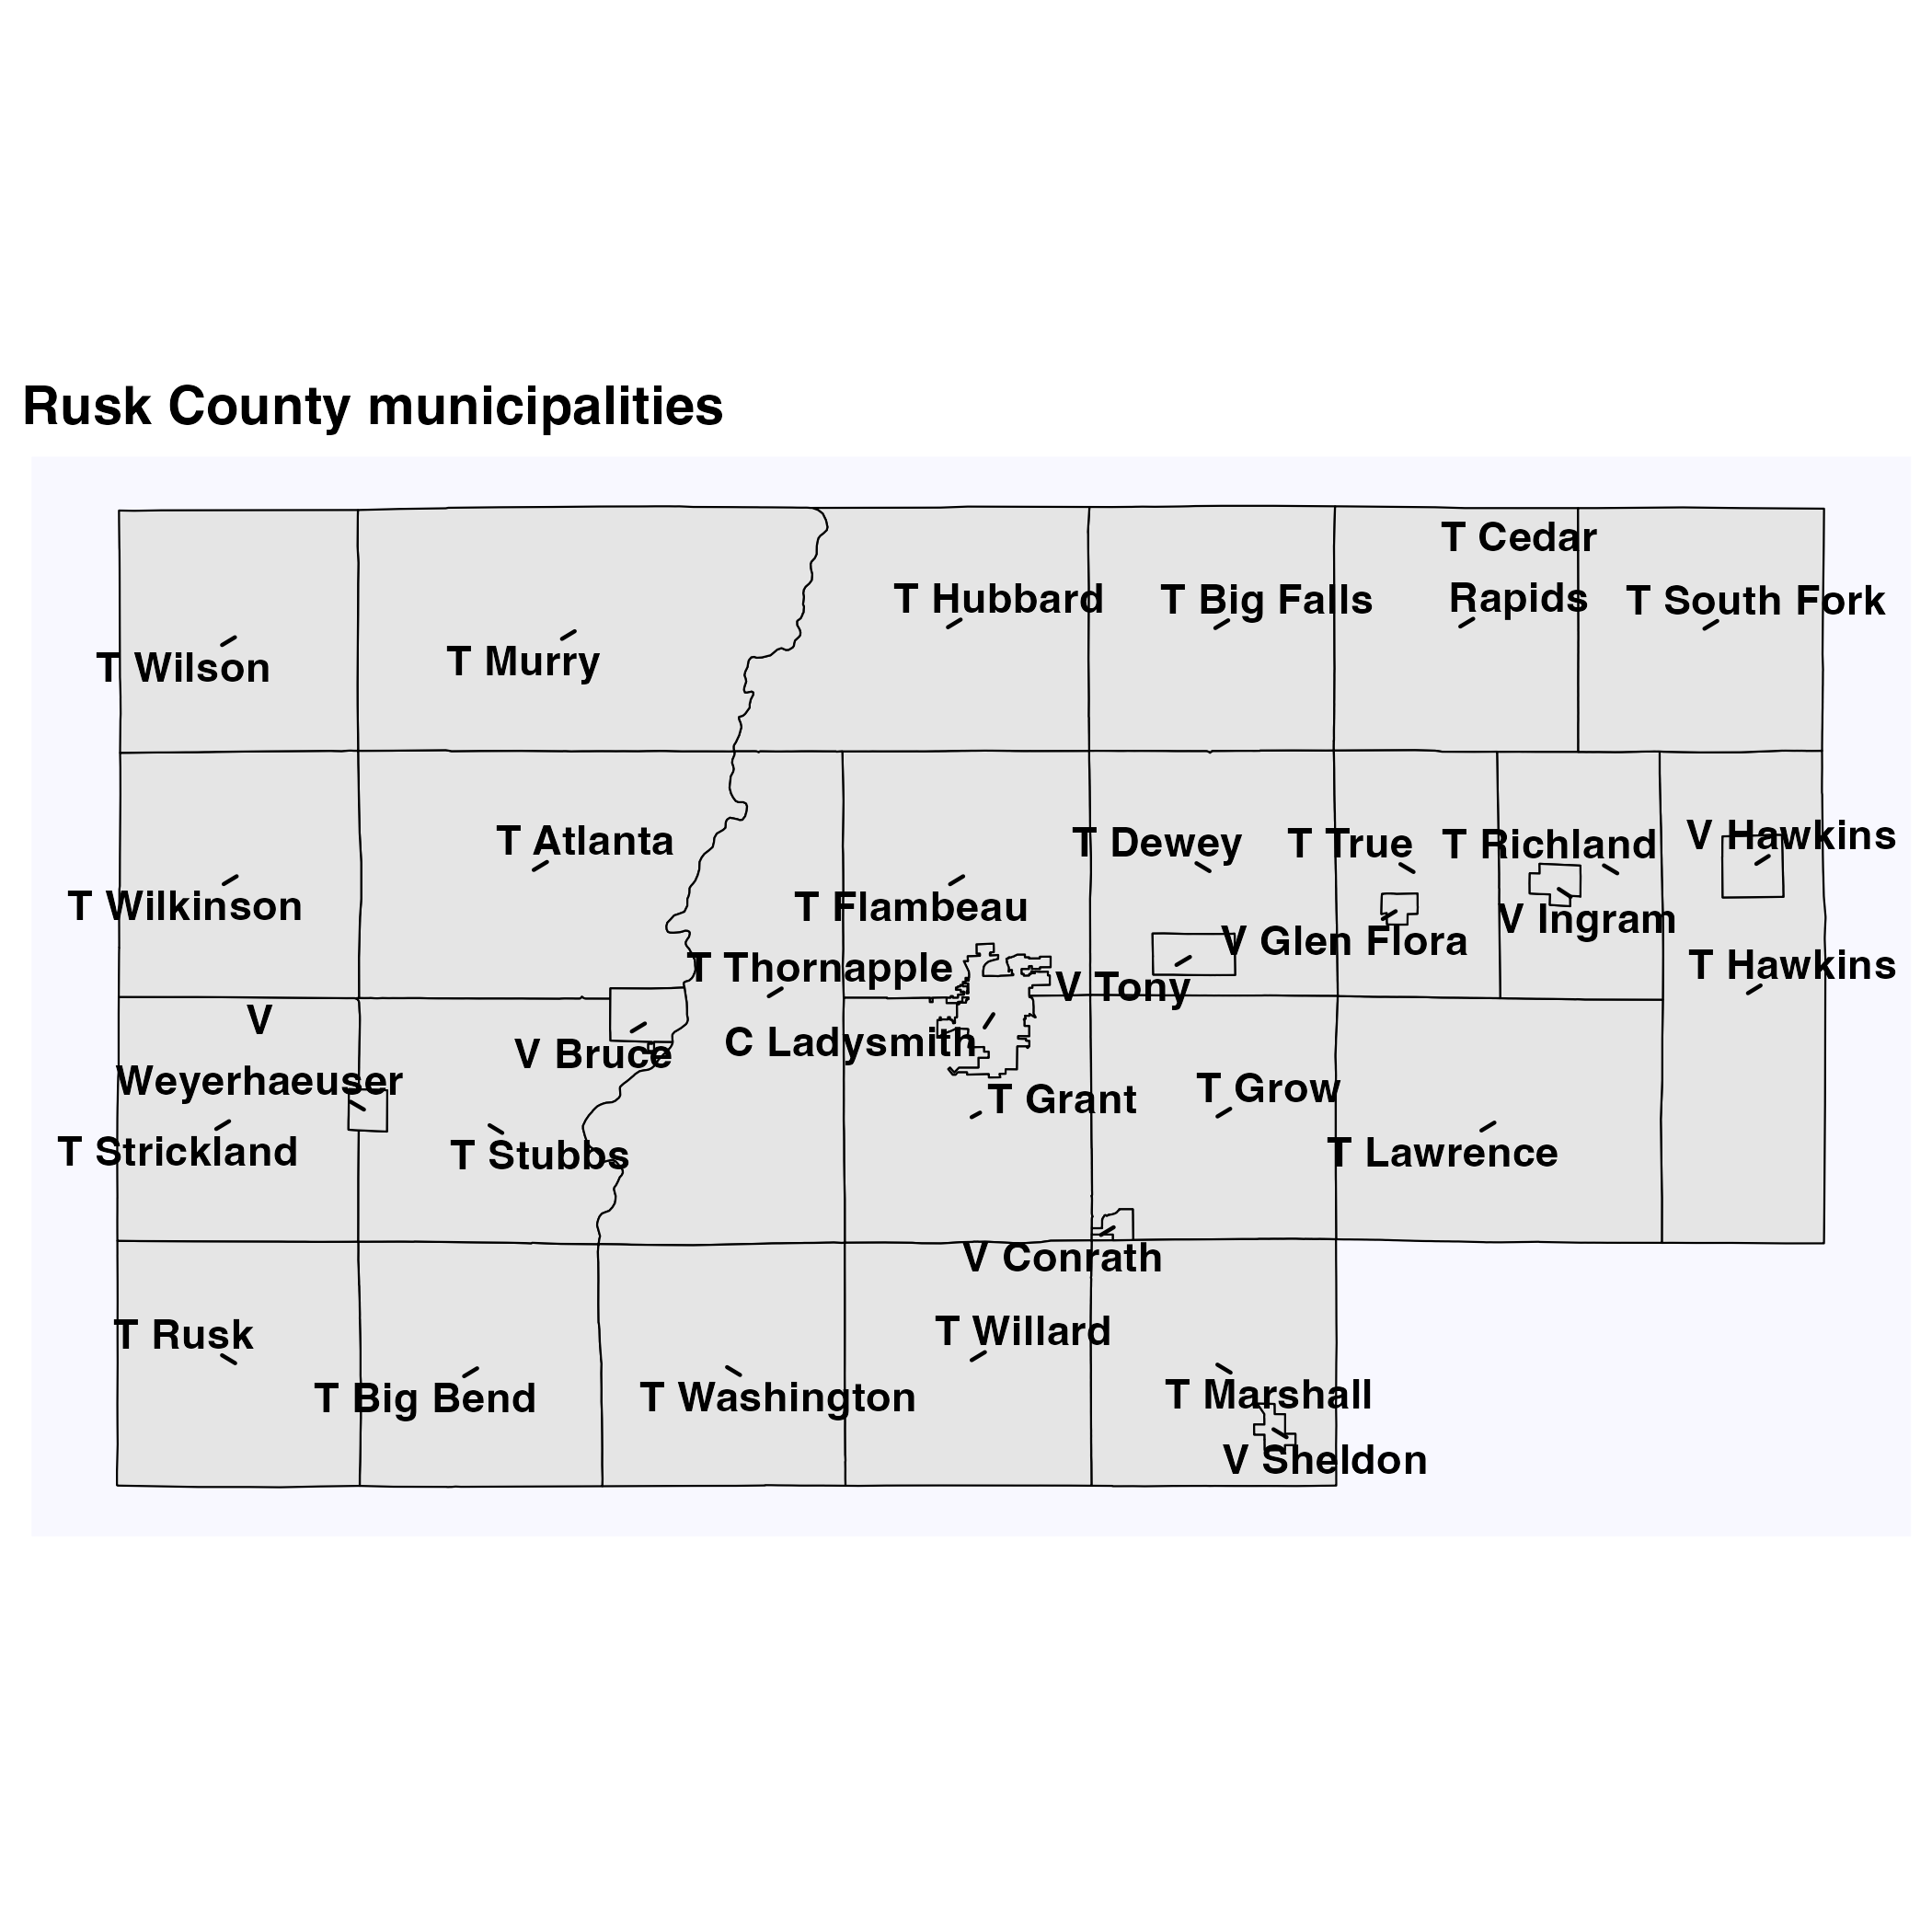 Rusk County municipalities
T Cedar
Rapids
T Hubbard
T Big Falls
T South Fork
T Wilson
T Murry
T Atlanta
T Dewey
T True
T Richland
V Hawkins
T Wilkinson
T Flambeau
V Ingram
V Glen Flora
T Thornapple
T Hawkins
V Tony
V
Weyerhaeuser
V Bruce
C Ladysmith
T Grant
T Grow
T Strickland
T Stubbs
T Lawrence
V Conrath
T Rusk
T Willard
T Big Bend
T Washington
T Marshall
V Sheldon